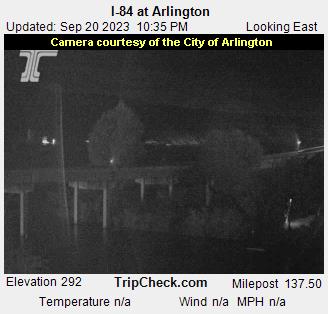 I-84 at Arlington
Updated: Sep 20 2023 10:35 PM Looking East
Camera courtesy of the City of Arlington
Elevation 292 TripCheck.com Milepost 137.50
Temperature n/a Wind n/a MPH n/a